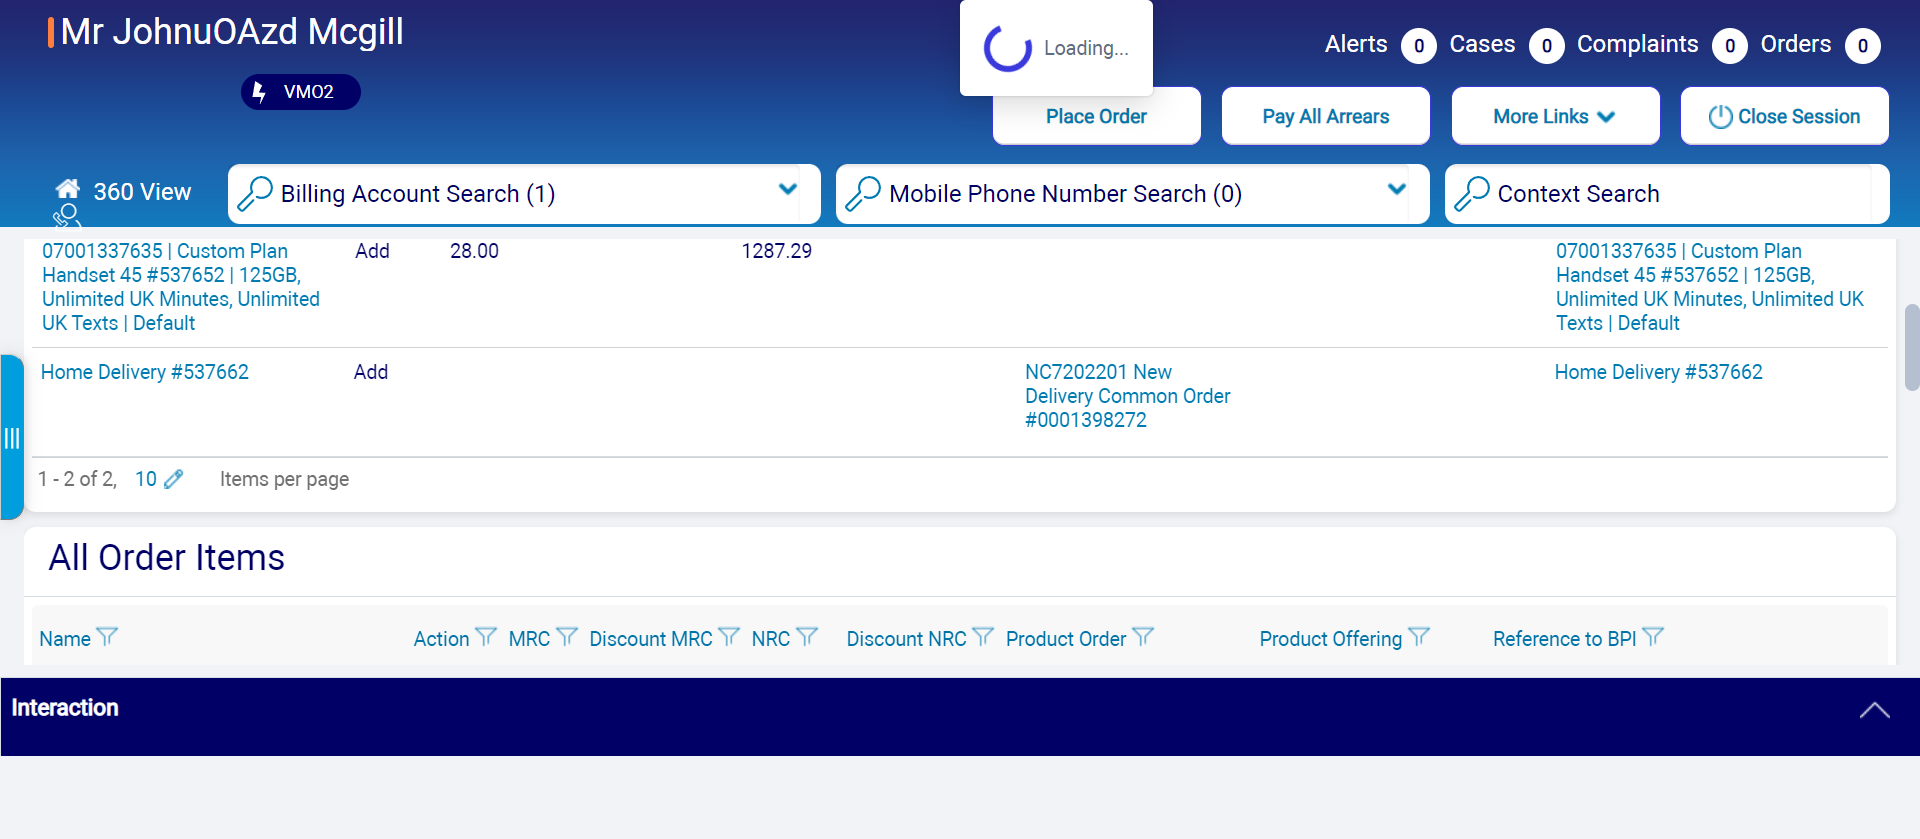 Mr JohnuOAzd Mcgill
Loading...
Alerts 0 Cases 0 Complaints 0 Orders 0
VMO2
Place Order
Pay All Arrears
More Links
Close Session
360 View
Billing Account Search (1)
Mobile Phone Number Search (0)
Context Search
07001337635 | Custom Plan
Handset 45 #537652 | 125GB,
Unlimited UK Minutes, Unlimited
UK Texts | Default
Add
28.00
1287.29
07001337635 | Custom Plan
Handset 45 #537652 | 125GB,
Unlimited UK Minutes, Unlimited UK
Texts | Default
Home Delivery #537662
Add
NC7202201 New
Delivery Common Order
#0001398272
Home Delivery #537662
1 - 2 of 2, 10 Items per page
All Order Items
Name Action MRC Discount MRC NRC Discount NRC Product Order Product Offering Reference to BPI
Interaction